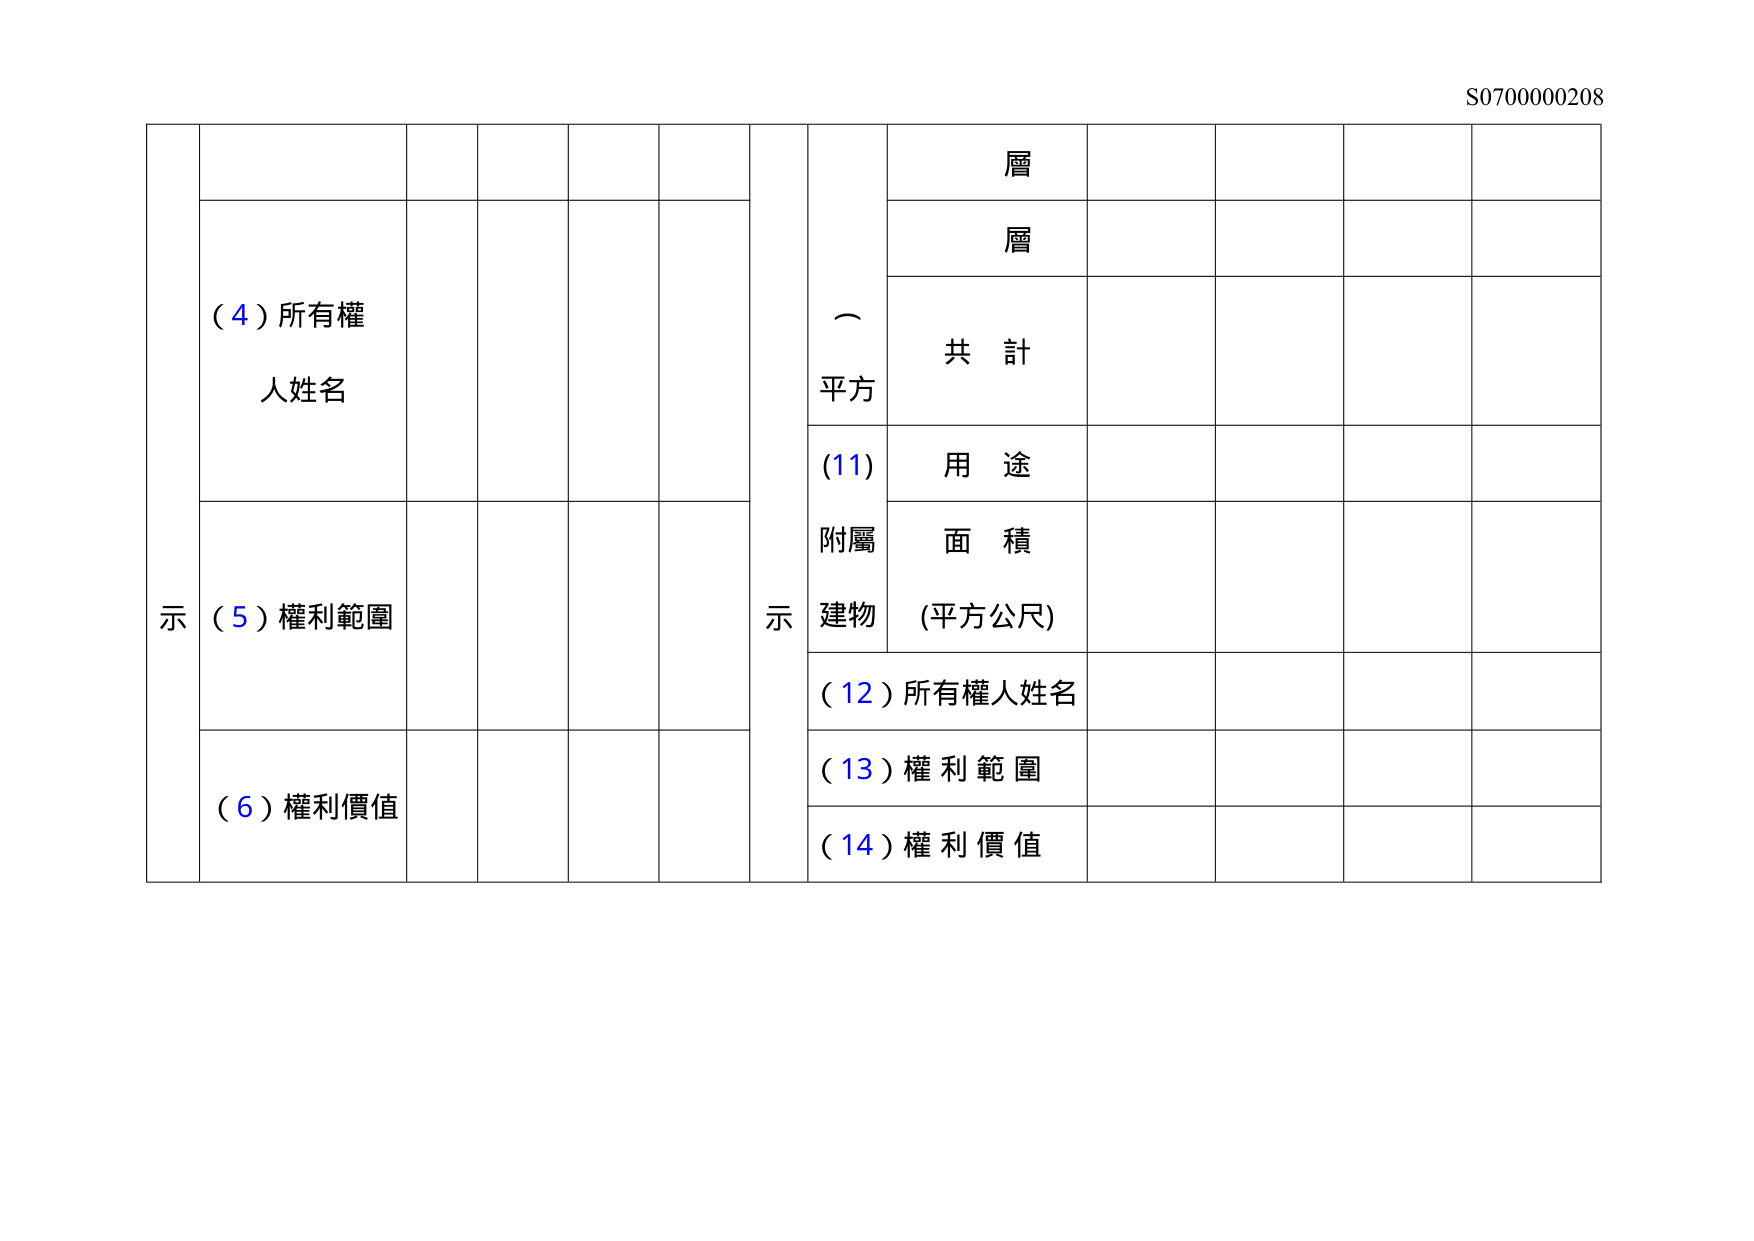 S0700000208
示
（4）所有權
人姓名
（5）權利範圍
（6）權利價值
示
（
平方
層
層
共　計
(11)
附屬
建物
用　途
面　積
(平方公尺)
（12）所有權人姓名
（13）權 利 範 圍
（14）權 利 價 值